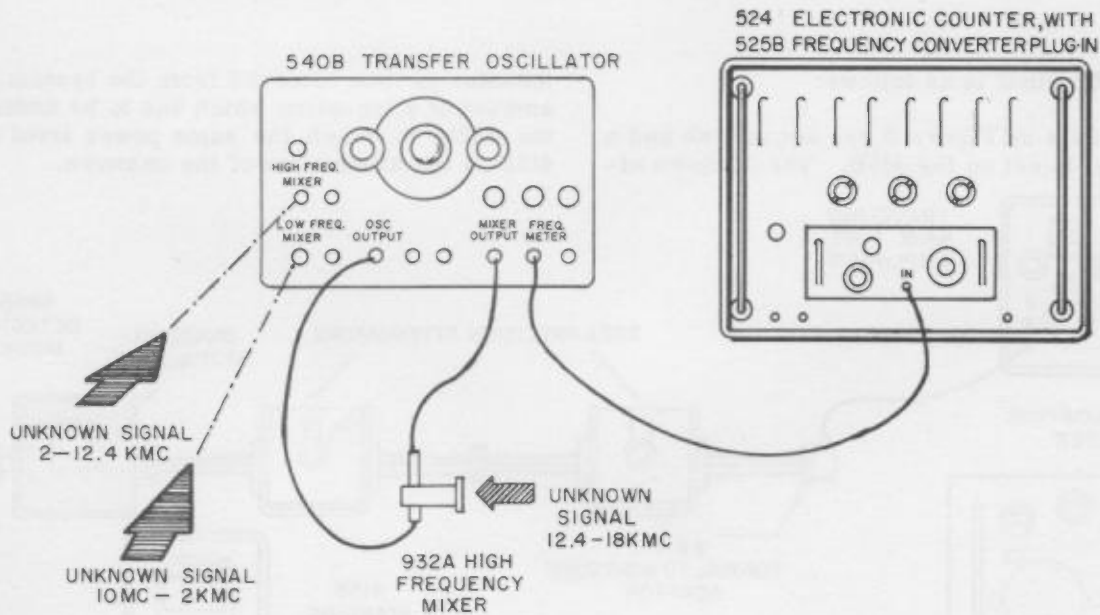 524 ELECTRONIC COUNTER, WITH
525B FREQUENCY CONVERTER PLUG-IN
540B TRANSFER OSCILLATOR
HIGH FREQ.
MIXER
LOW FREQ.
MIXER
OSC
OUTPUT
MIXER
OUTPUT
FREQ.
METER
IN
UNKNOWN SIGNAL
2—12.4 KMC
UNKNOWN
SIGNAL
12.4-18KMC
932A HIGH
FREQUENCY
MIXER
UNKNOWN SIGNAL
10MC — 2KMC